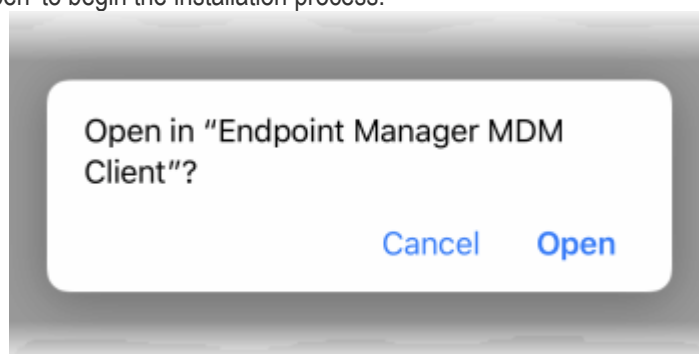 to begin the installation process.
Open in “Endpoint Manager MDM
Client”?
Cancel Open